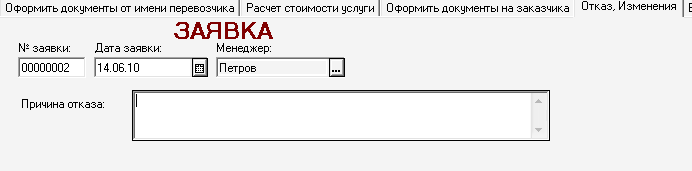 Оформить документы от имени перевозчика Расчет стоимости услуги Оформить документы на заказчика Отказ, Изменения
ЗАЯВКА
№ заявки: Дата заявки: Менеджер:
00000002 14.06.10 Петров ...
Причина отказа: